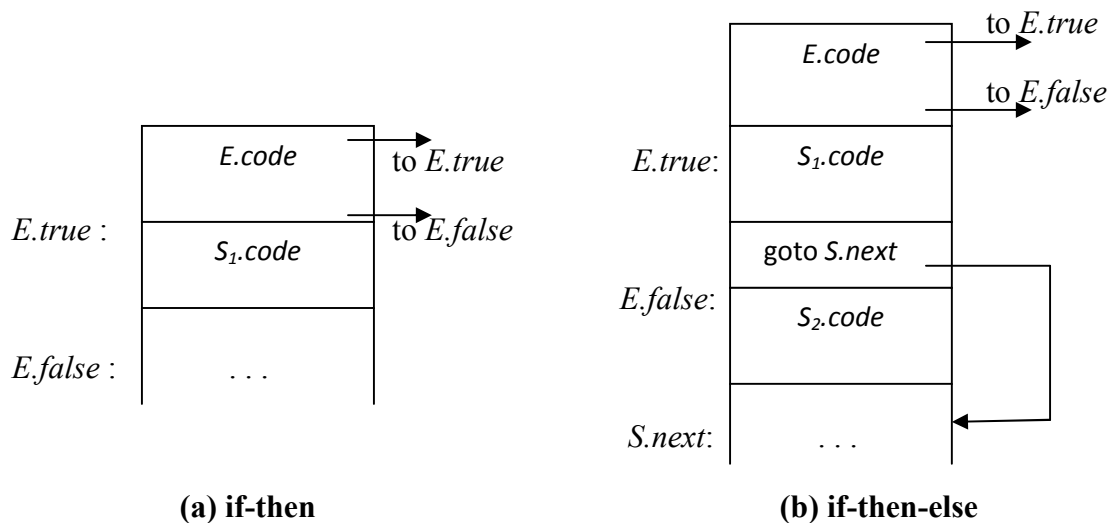 E.code
to E.true
to E.false
E.true :
S₁.code
E.false :
. . .
(a) if-then
E.code
to E.true
to E.false
E.true:
S₁.code
goto S.next
E.false:
S₂.code
S.next:
. . .
(b) if-then-else